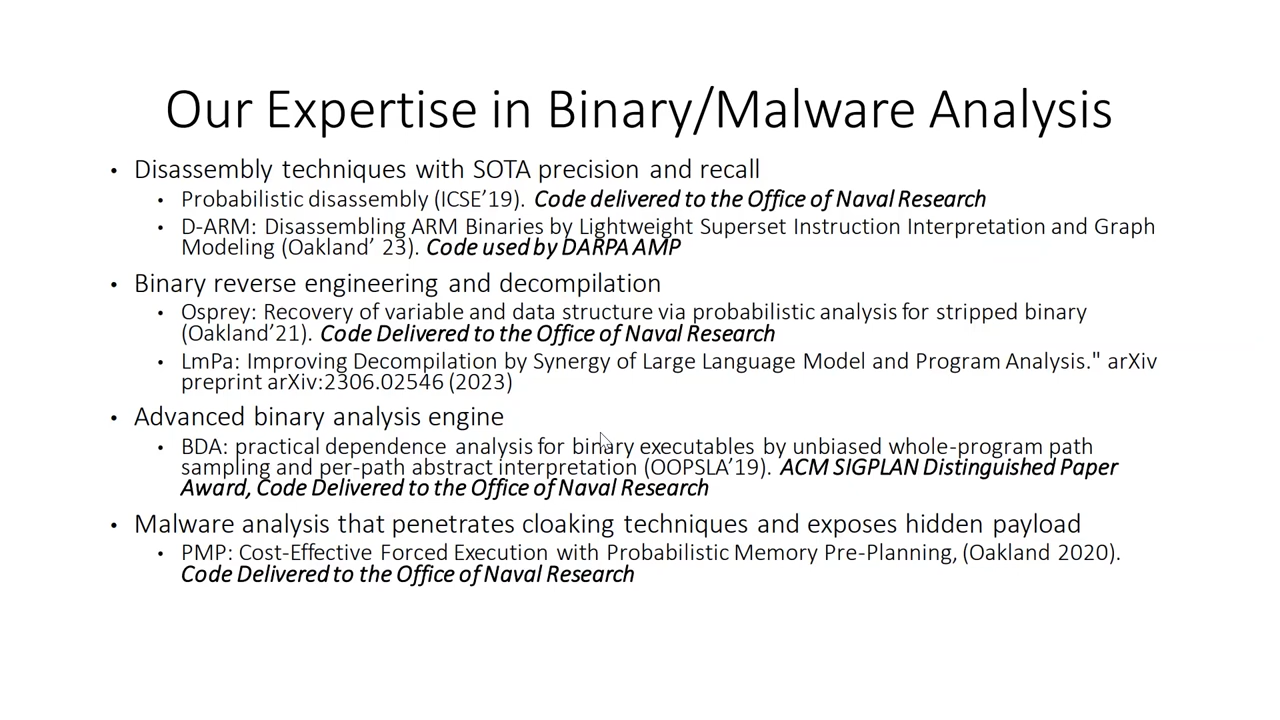 Our Expertise in Binary/Malware Analysis
• Disassembly techniques with SOTA precision and recall
• Probabilistic disassembly (ICSE’19). Code delivered to the Office of Naval Research
• D-ARM: Disassembling ARM Binaries by Lightweight Superset Instruction Interpretation and Graph
Modeling (Oakland’ 23). Code used by DARPA AMP
• Binary reverse engineering and decompilation
• Osprey: Recovery of variable and data structure via probabilistic analysis for stripped binary
(Oakland’21). Code Delivered to the Office of Naval Research
• LmPa: Improving Decompilation by Synergy of Large Language Model and Program Analysis." arXiv
preprint arXiv:2306.02546 (2023)
• Advanced binary analysis engine
• BDA: practical dependence analysis for binary executables by unbiased whole-program path
sampling and per-path abstract interpretation (OOPSLA’19). ACM SIGPLAN Distinguished Paper
Award, Code Delivered to the Office of Naval Research
• Malware analysis that penetrates cloaking techniques and exposes hidden payload
• PMP: Cost-Effective Forced Execution with Probabilistic Memory Pre-Planning, (Oakland 2020).
Code Delivered to the Office of Naval Research